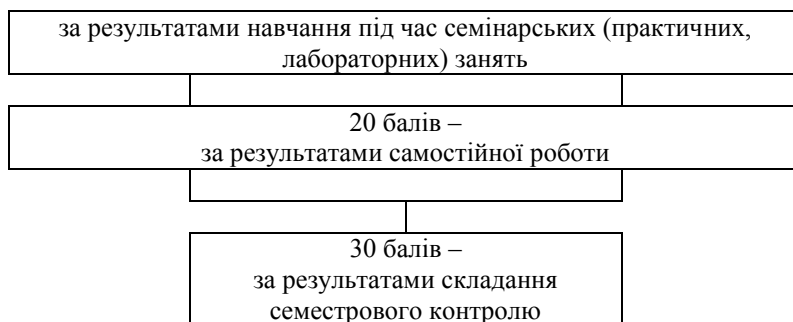 за результатами навчання під час семінарських (практичних,
лабораторних) занять
20 балів –
за результатами самостійної роботи
30 балів –
за результатами складання
семестрового контролю